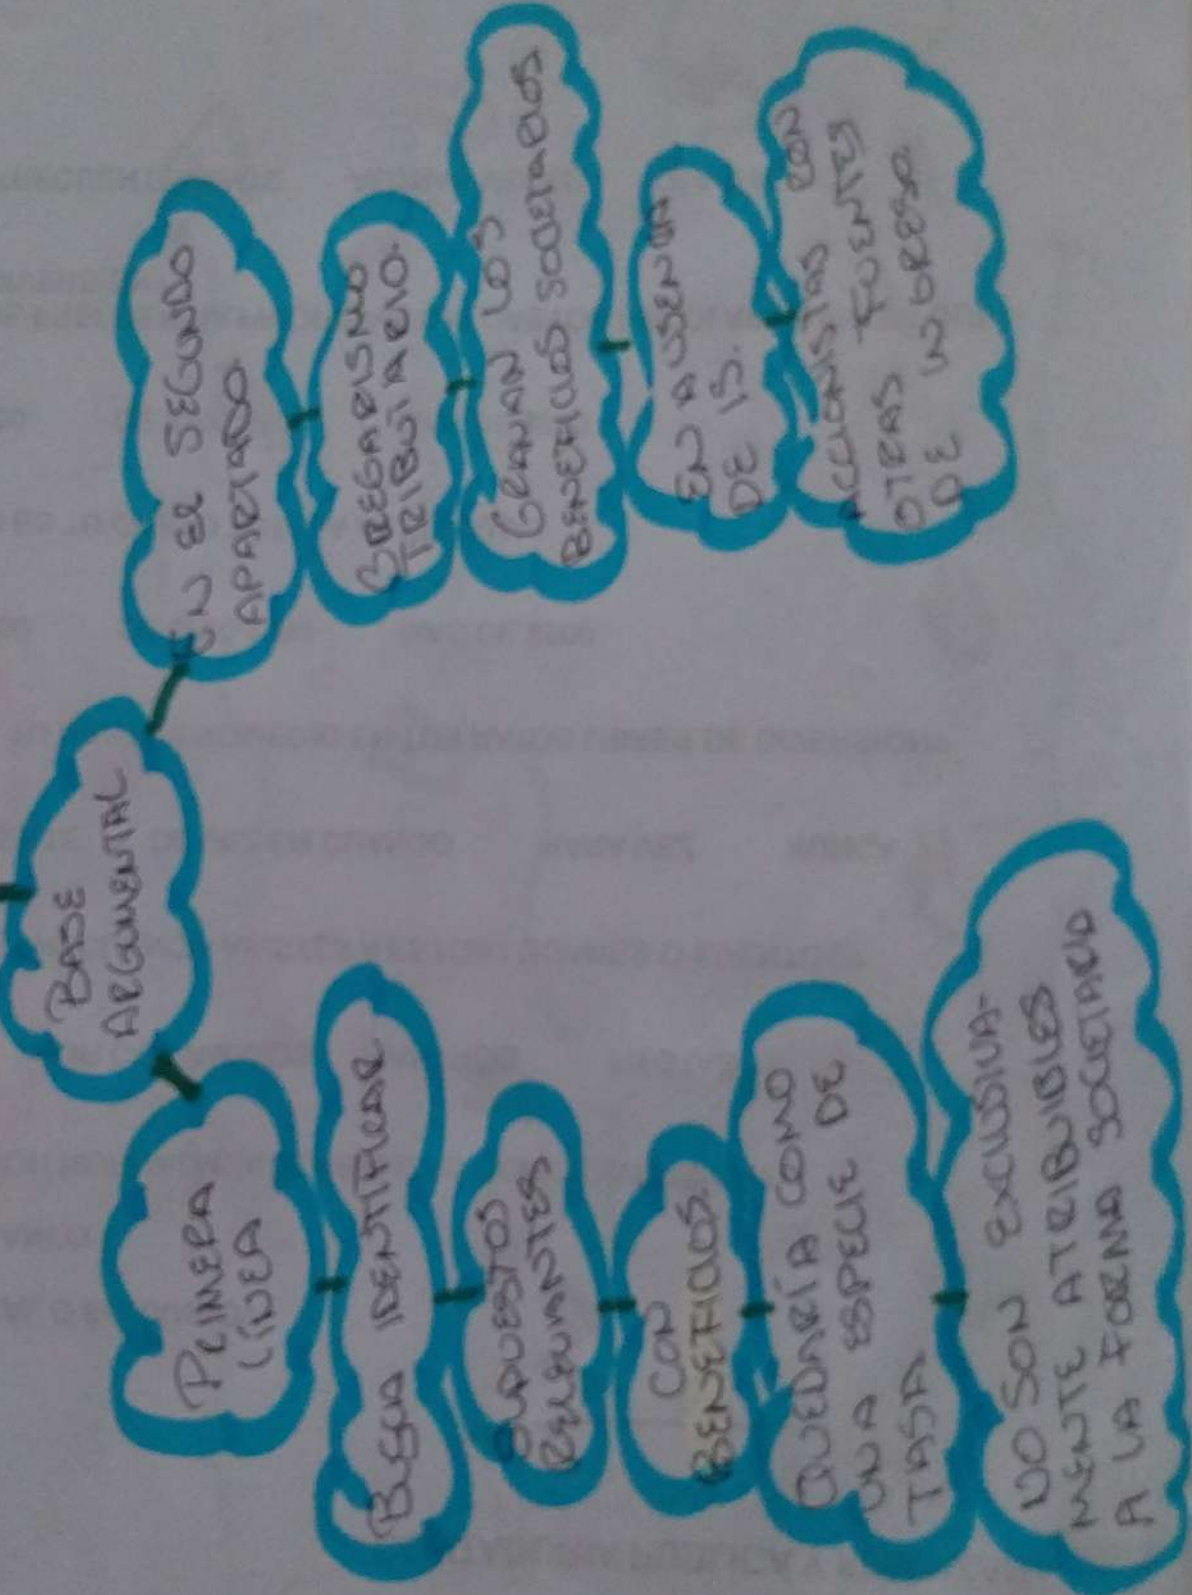 BASE
ARGUMENTAL
PRIMERA
LÍNEA
BUSCA IDENTIFICAR
SUPUESTOS
RELEVANTES
CON
BENEFICIOS
QUEDARÍA COMO
UNA ESPECIE DE
TASA
NO SON EXCLUSIVA-
MENTE ATRIBUIBLES
A LA FORMA SOCIETARIA
EN EL SEGUNDO
APARTADO
GREGARISMO
TRIBUTARIO.
GRAVAN LOS
BENEFICIOS SOCIETARIOS
EN AUSENCIA
DE IS.
ACCIONISTAS CON
OTRAS FUENTES
DE INGRESO.